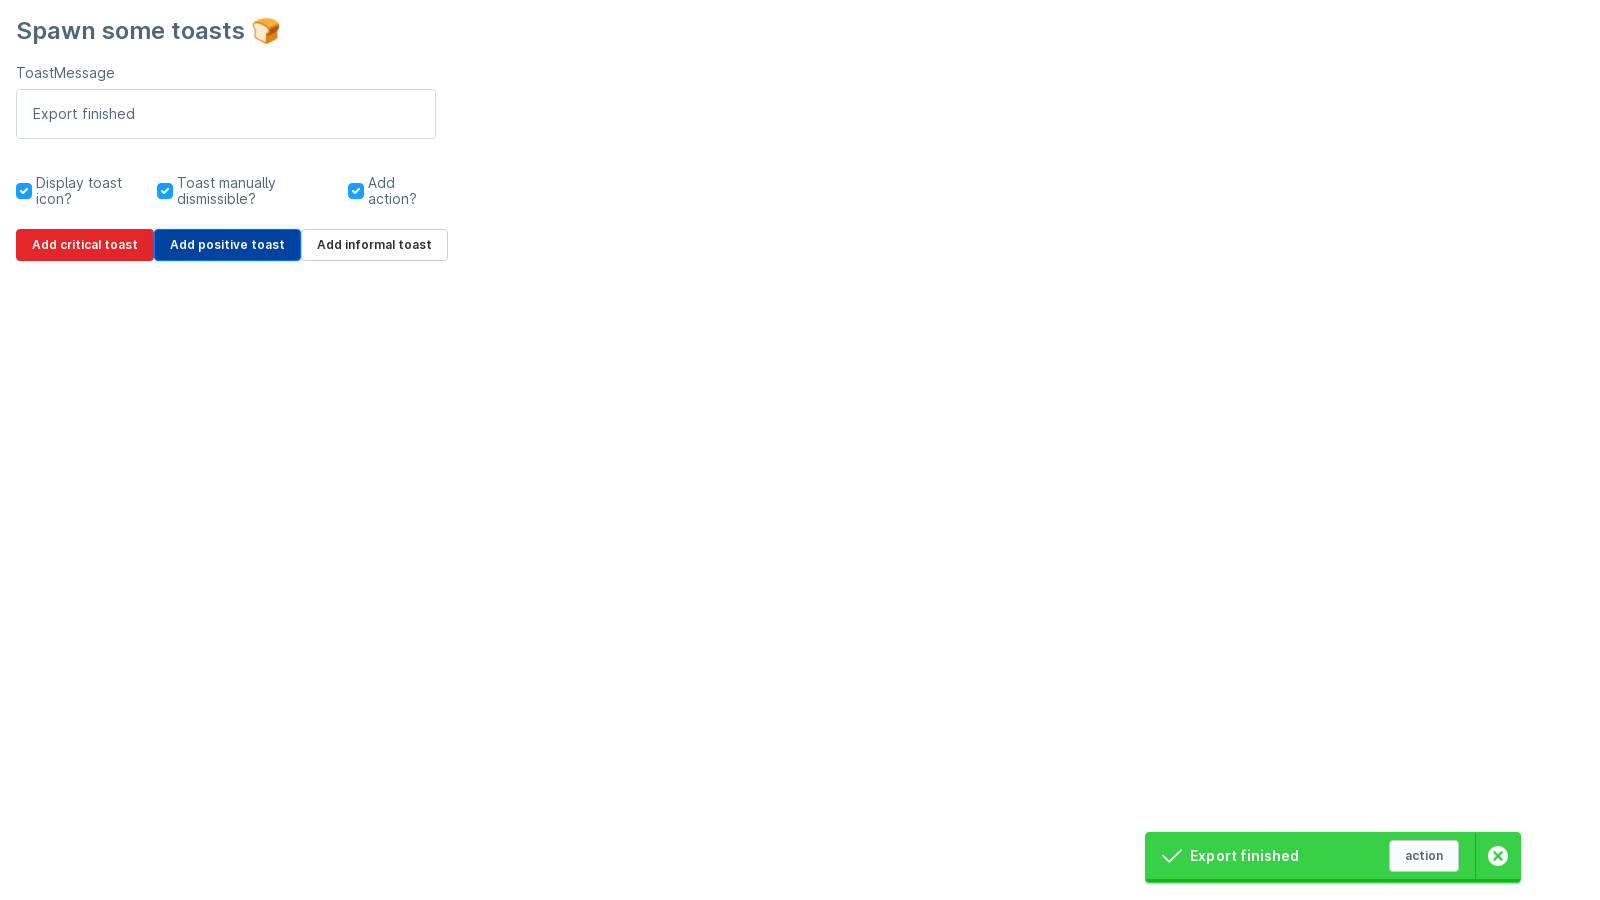 Spawn some toasts 🍞
ToastMessage
Export finished
Display toast icon?
Toast manually dismissible?
Add action?
Add critical toast
Add positive toast
Add informal toast
Export finished
action